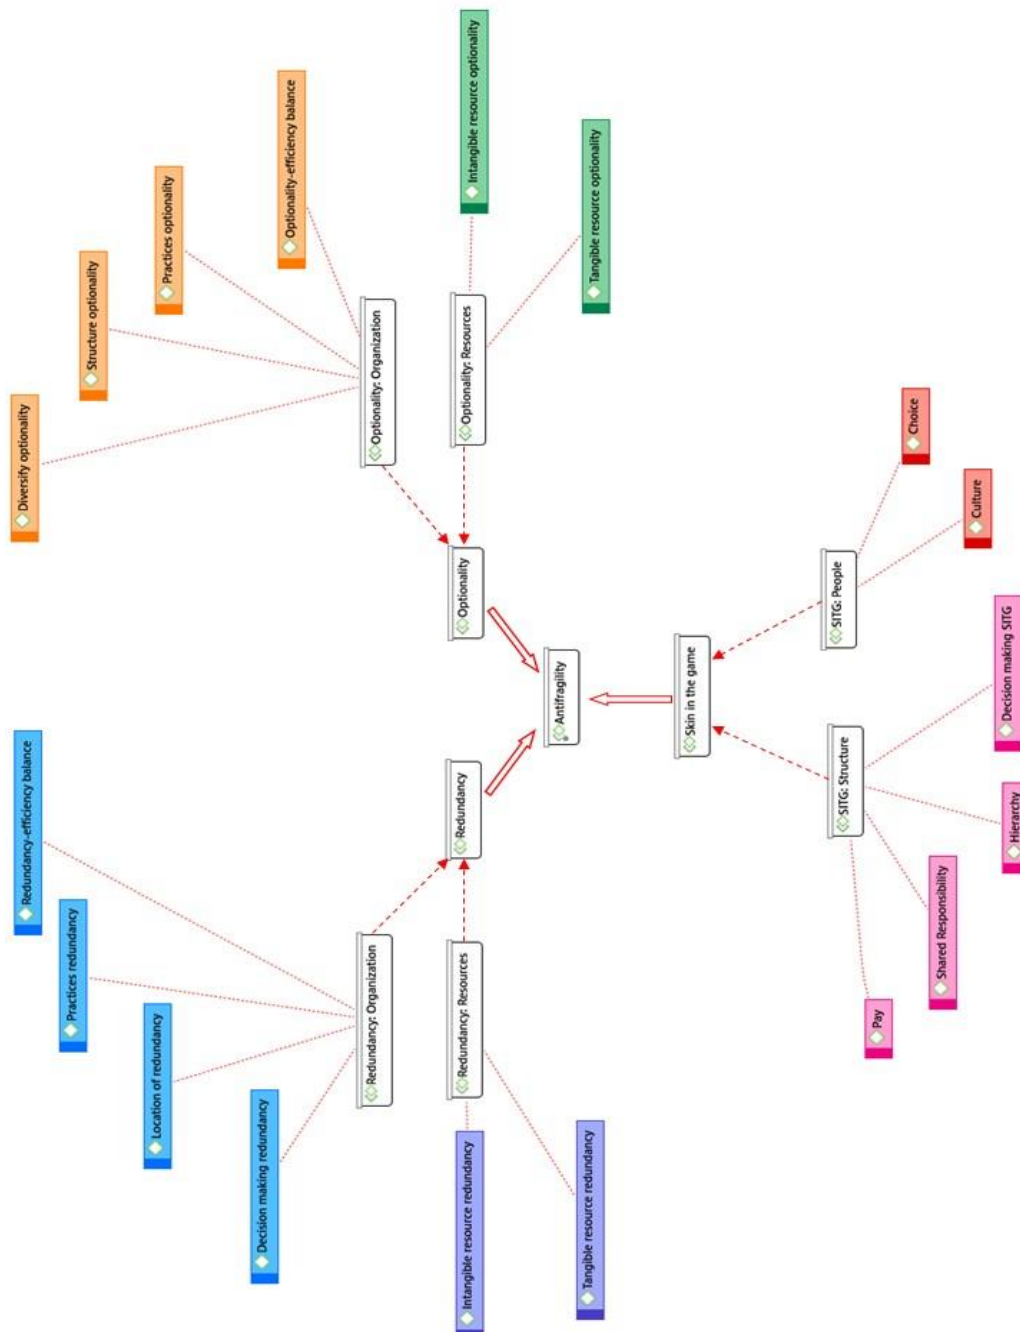 Redundancy-efficiency balance
Practices redundancy
Location of redundancy
Decision making redundancy
Redundancy: Organization
Intangible resource redundancy
Redundancy: Resources
Tangible resource redundancy
Redundancy
Diversify optionality
Structure optionality
Practices optionality
Optionality-efficiency balance
Optionality: Organization
Intangible resource optionality
Optionality: Resources
Tangible resource optionality
Optionality
Antifragility
Skin in the game
SITG: Structure
SITG: People
Pay
Shared Responsibility
Hierarchy
Decision making SITG
Culture
Choice